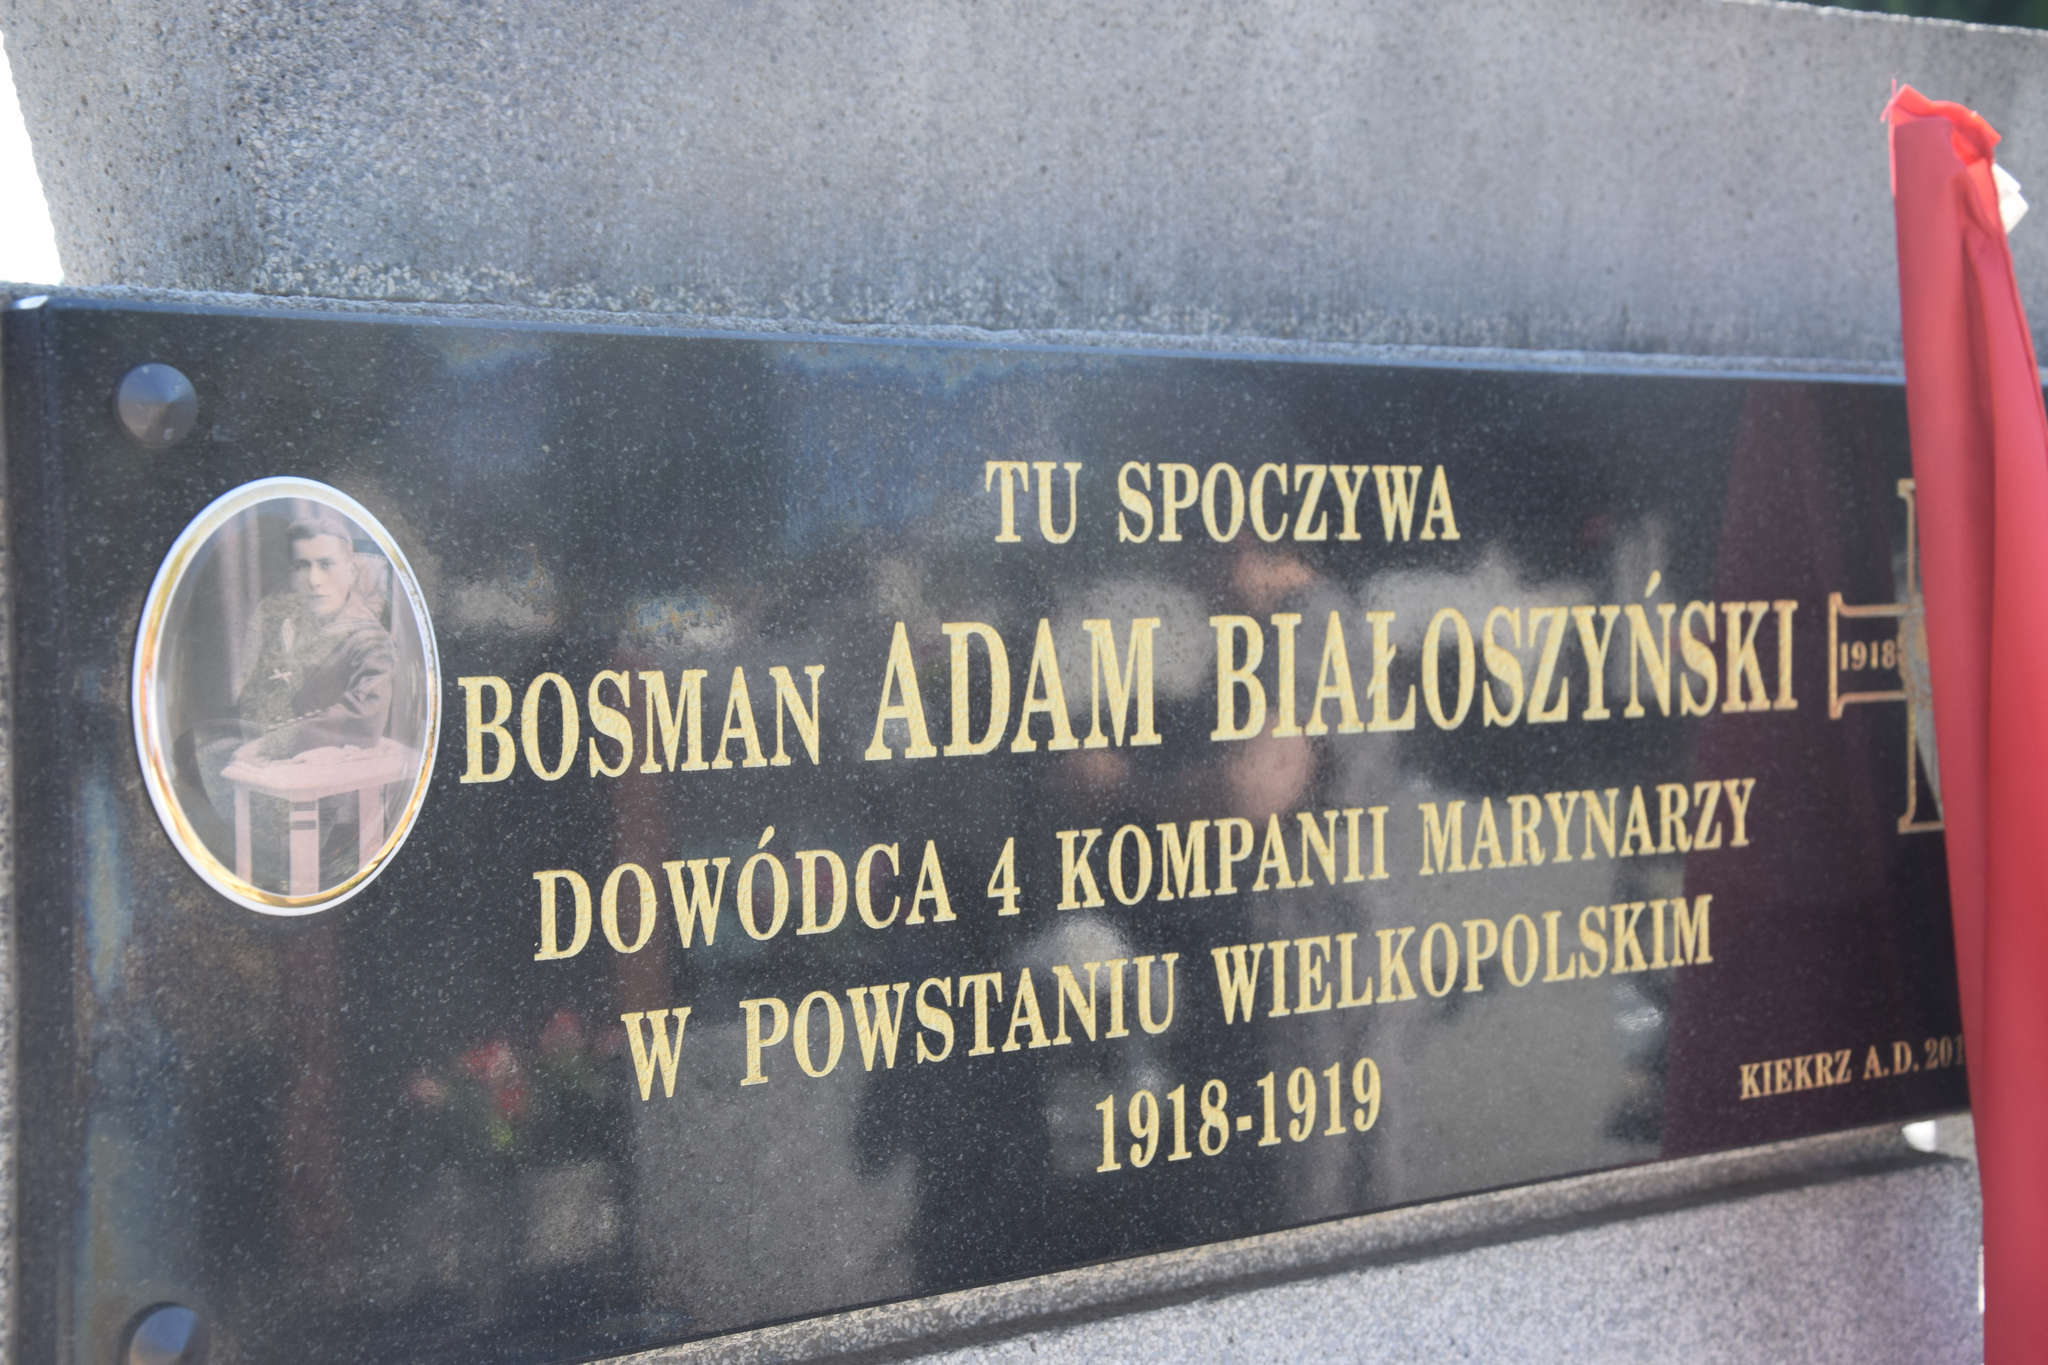 TU SPOCZYWA
BOSMAN ADAM BIAŁOSZYŃSKI
1918
DOWÓDCA 4 KOMPANII MARYNARZY
W POWSTANIU WIELKOPOLSKIM
1918-1919
KIEKRZ A.D.